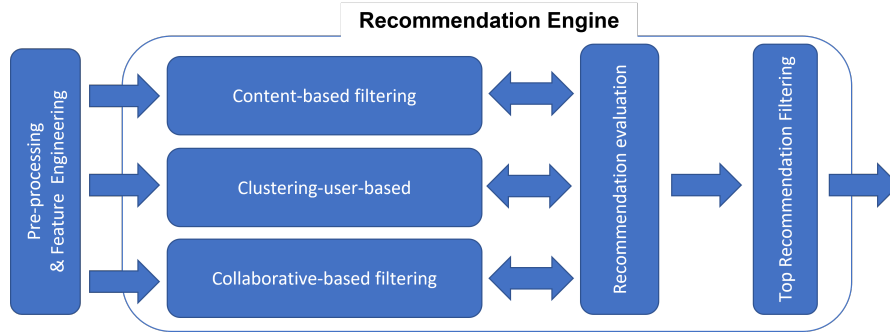 Recommendation Engine
Pre-processing
& Feature Engineering
Content-based filtering
Clustering-user-based
Collaborative-based filtering
Recommendation evaluation
Top Recommendation Filtering